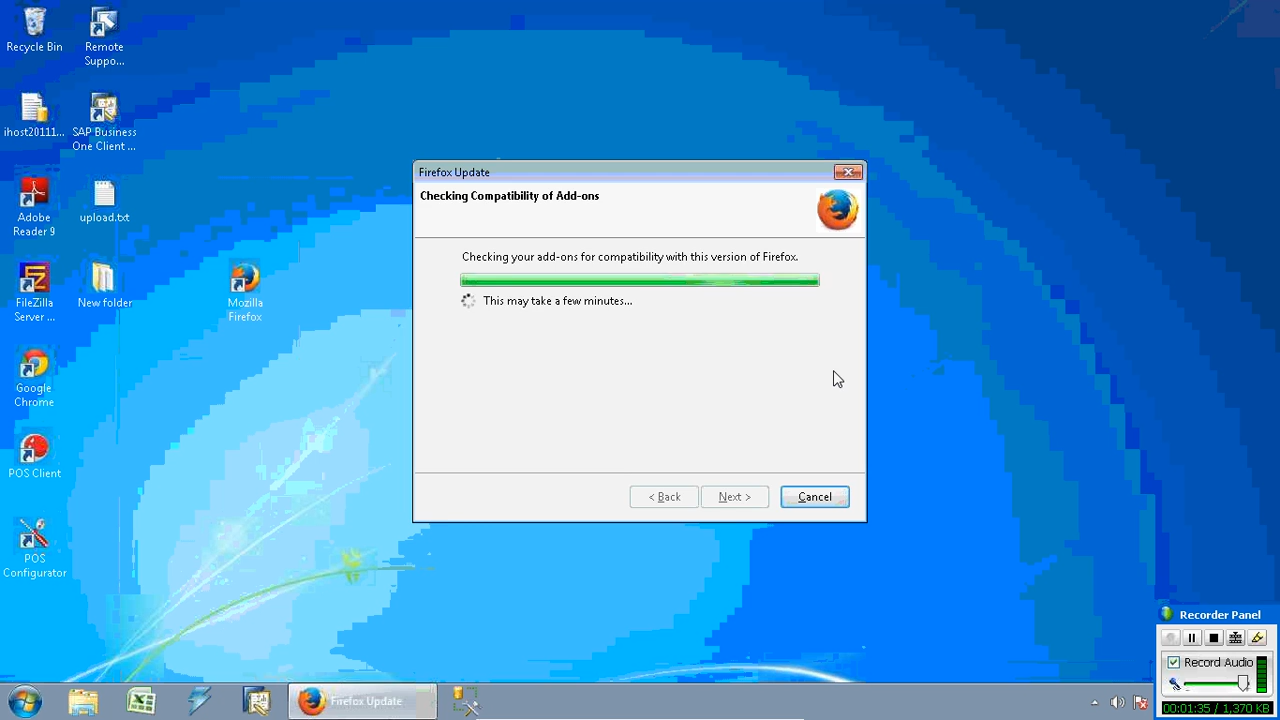 Recycle Bin
Remote
Suppo...
ihost20111...
SAP Business
One Client ...
Adobe
Reader 9
upload.txt
FileZilla
Server ...
New folder
Mozilla
Firefox
Google
Chrome
POS Client
POS
Configurator
Firefox Update
Checking Compatibility of Add-ons
Checking your add-ons for compatibility with this version of Firefox.
This may take a few minutes...
< Back
Next >
Cancel
Recorder Panel
Record Audio
00:01:35 / 1,370 KB
Firefox Update